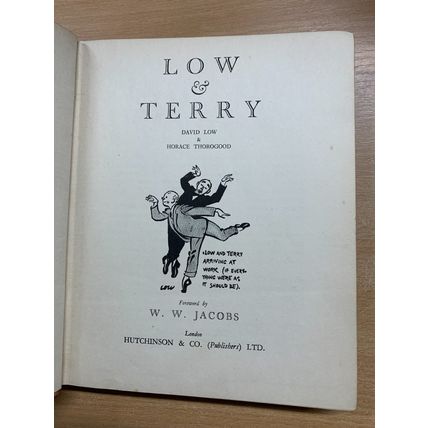 LOW
&
TERRY
DAVID LOW
&
HORACE THOROGOOD
·LOW AND TERRY
ARRIVING AT
WORK. (IF EVERY-
THING WERE AS
IT SHOULD BE).
LOW
Foreword by
W. W. JACOBS
London
HUTCHINSON & CO. (Publishers) LTD.